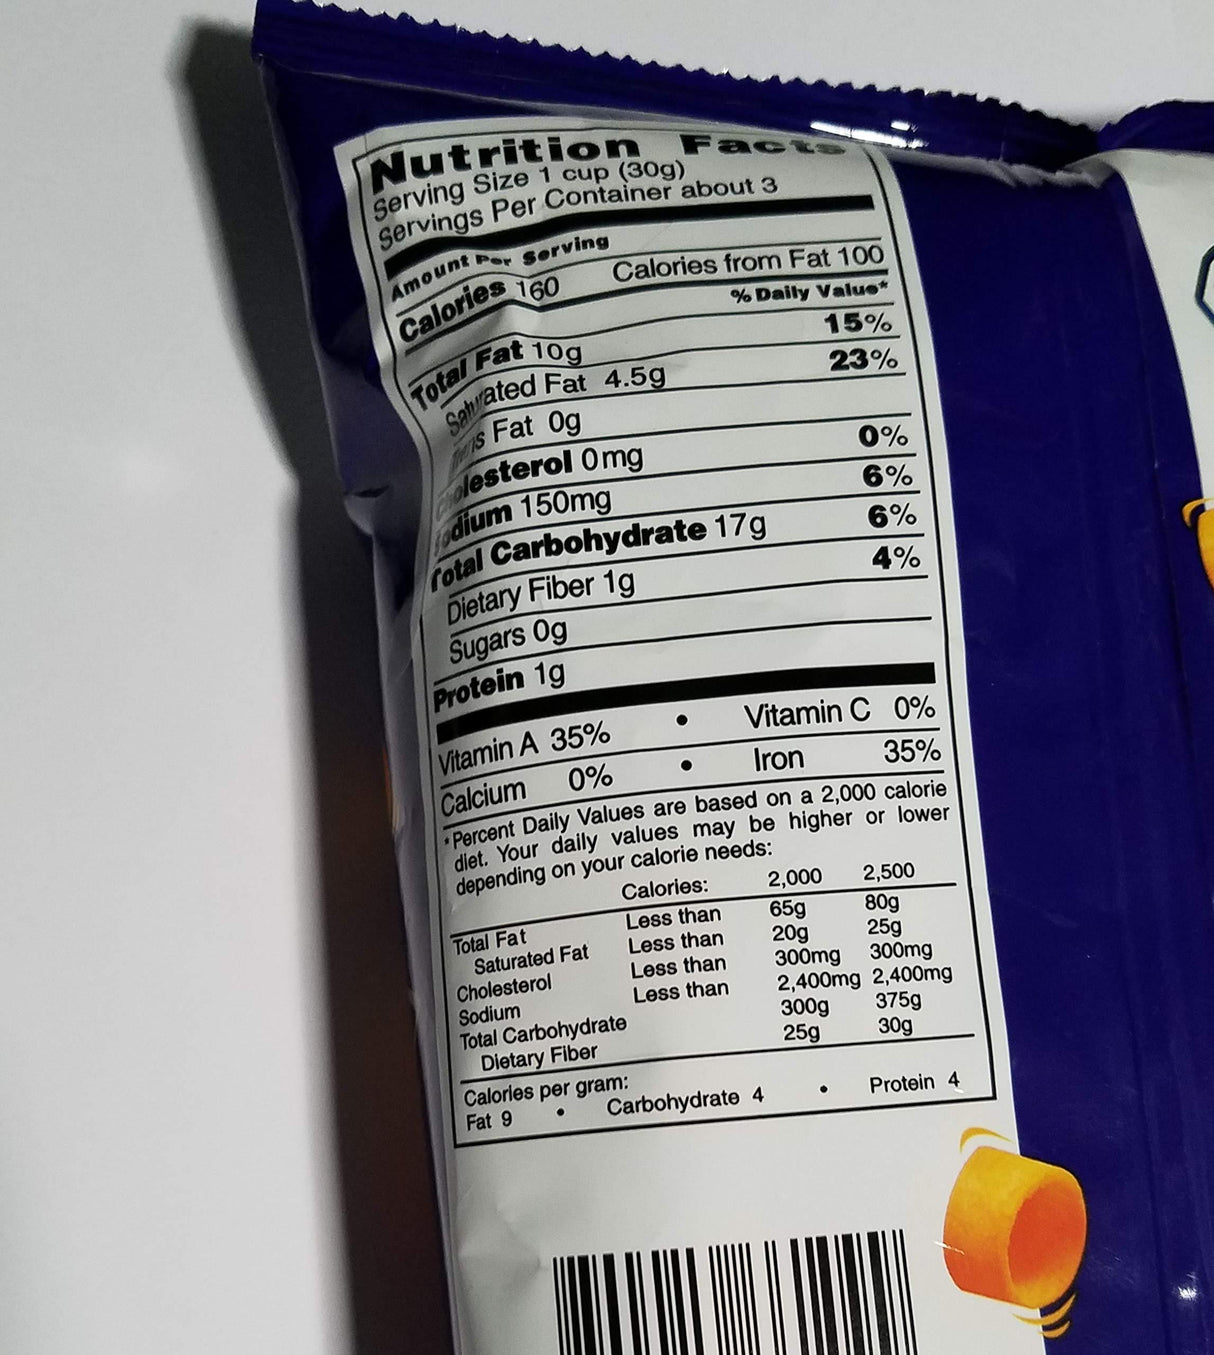 Nutrition Facts
Serving Size 1 cup (30g)
Servings Per Container about 3
Amount Per Serving
Calories 160 Calories from Fat 100
% Daily Value*
Total Fat 10g 15%
Saturated Fat 4.5g 23%
Trans Fat 0g
Cholesterol 0mg 0%
Sodium 150mg 6%
Total Carbohydrate 17g 6%
Dietary Fiber 1g 4%
Sugars 0g
Protein 1g
Vitamin A 35% • Vitamin C 0%
Calcium 0% • Iron 35%
*Percent Daily Values are based on a 2,000 calorie
diet. Your daily values may be higher or lower
depending on your calorie needs:
Calories: 2,000 2,500
Total Fat Less than 65g 80g
Saturated Fat Less than 20g 25g
Cholesterol Less than 300mg 300mg
Sodium Less than 2,400mg 2,400mg
Total Carbohydrate 300g 375g
Dietary Fiber 25g 30g
Calories per gram:
Fat 9 • Carbohydrate 4 • Protein 4